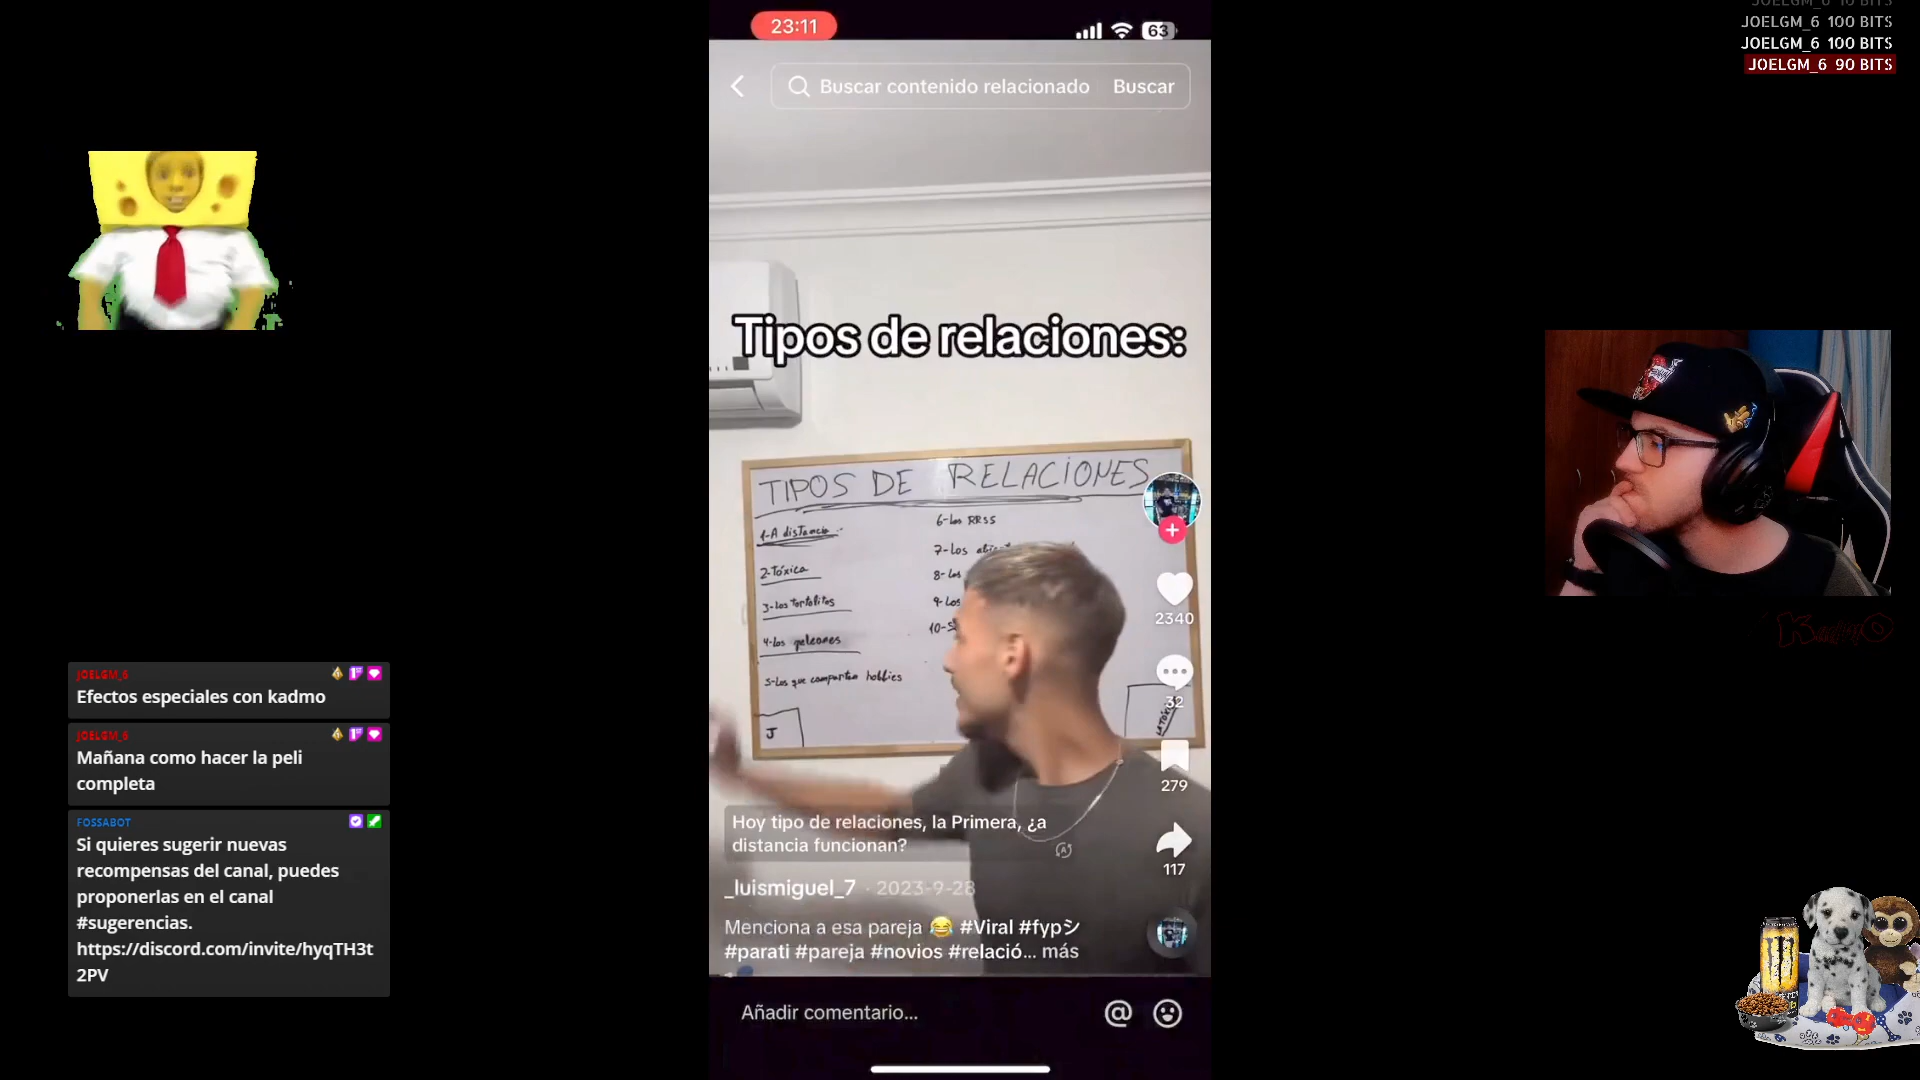 JOELGM_6 100 BITS
JOELGM_6 100 BITS
JOELGM_6 90 BITS
23:11
63
Buscar contenido relacionado
Buscar
Tipos de relaciones:
TIPOS DE RELACIONES
1-A distancia
2-Tóxica
3-Los tortolitos
4-Los peleones
5-Los que comparten hobbies
6-Los RRSS
7-Los
8-Los
9-Los
10-
J
2340
32
279
117
Hoy tipo de relaciones, la Primera, ¿a
distancia funcionan?
_luismiguel_7 · 2023-9-28
Menciona a esa pareja 😂 #Viral #fypシ
#parati #pareja #novios #relació... más
Añadir comentario...
JOELGM_6
Efectos especiales con kadmo
JOELGM_6
Mañana como hacer la peli
completa
FOSSABOT
Si quieres sugerir nuevas
recompensas del canal, puedes
proponerlas en el canal
#sugerencias.
https://discord.com/invite/hyqTH3t
2PV